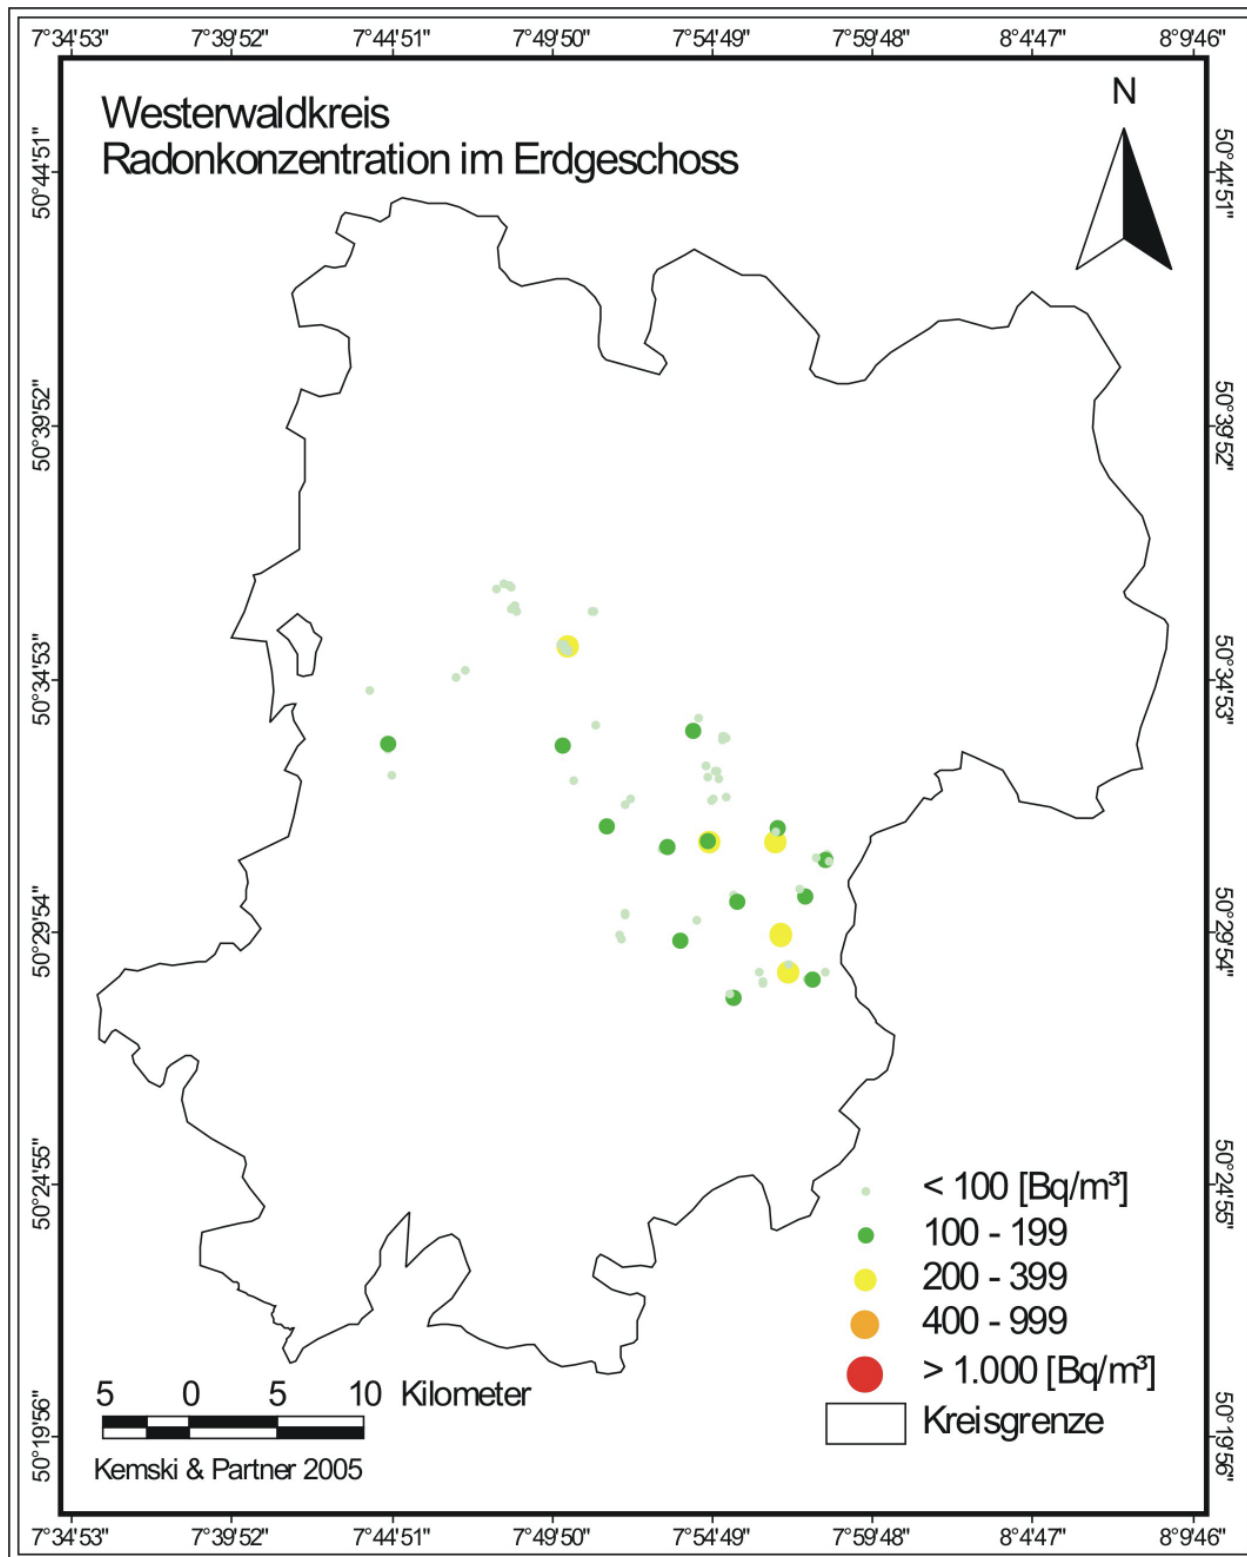 7°34'53" 7°39'52" 7°44'51" 7°49'50" 7°54'49" 7°59'48" 8°4'47" 8°9'46"
Westerwaldkreis
Radonkonzentration im Erdgeschoss
N
50°44'51" 50°44'51"
50°39'52" 50°39'52"
50°34'53" 50°34'53"
50°29'54" 50°29'54"
50°24'55" 50°24'55"
< 100 [Bq/m³]
100 - 199
200 - 399
400 - 999
> 1.000 [Bq/m³]
Kreisgrenze
5 0 5 10 Kilometer
50°19'56" 50°19'56"
Kemski & Partner 2005
7°34'53" 7°39'52" 7°44'51" 7°49'50" 7°54'49" 7°59'48" 8°4'47" 8°9'46"